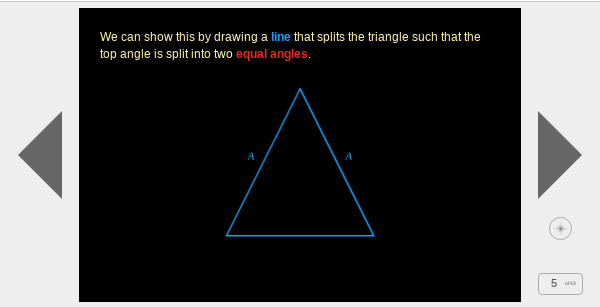 We can show this by drawing a line that splits the triangle such that the
top angle is split into two equal angles.
A
A
5 of 43